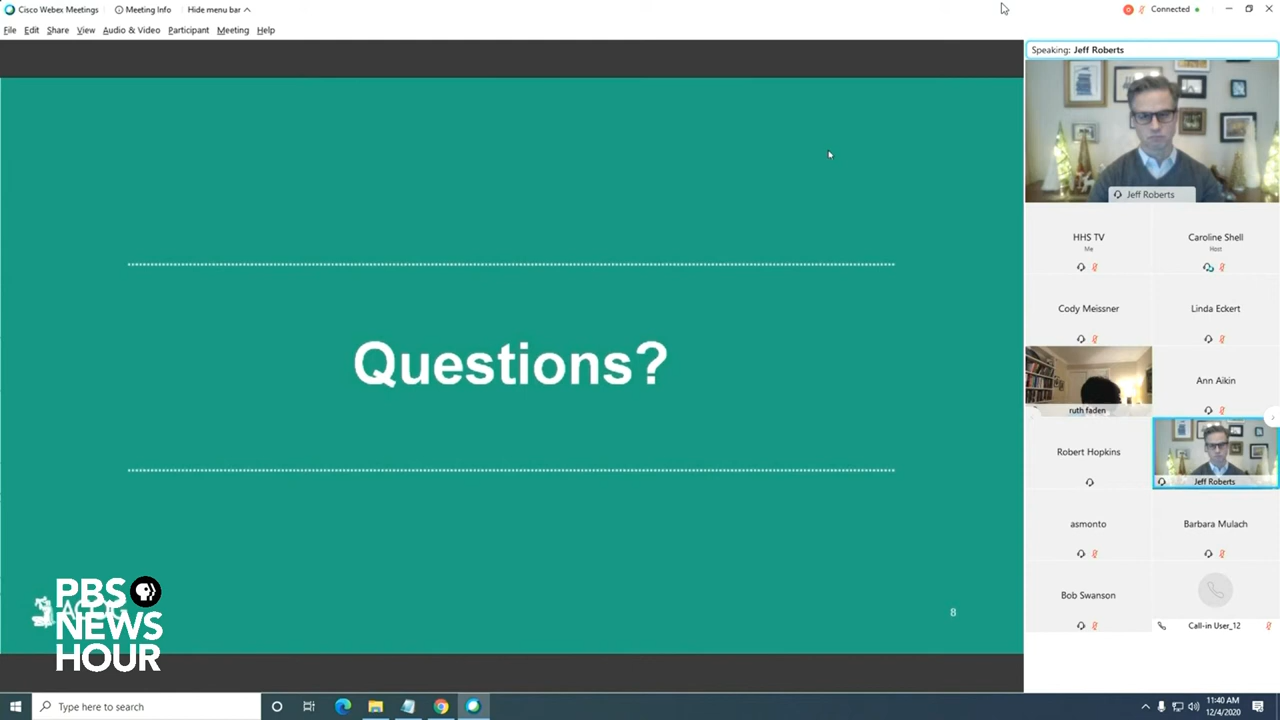 Cisco Webex Meetings Meeting Info Hide menu bar Connected
File Edit Share View Audio & Video Participant Meeting Help
Speaking: Jeff Roberts
Jeff Roberts
HHS TV
Me
Caroline Shell
Host
Cody Meissner
Linda Eckert
ruth faden
Ann Aikin
Robert Hopkins
Jeff Roberts
asmonto
Barbara Mulach
Bob Swanson
Call-in User_12
Questions?
8
PBS
NEWS
HOUR
Type here to search
11:40 AM
12/4/2020